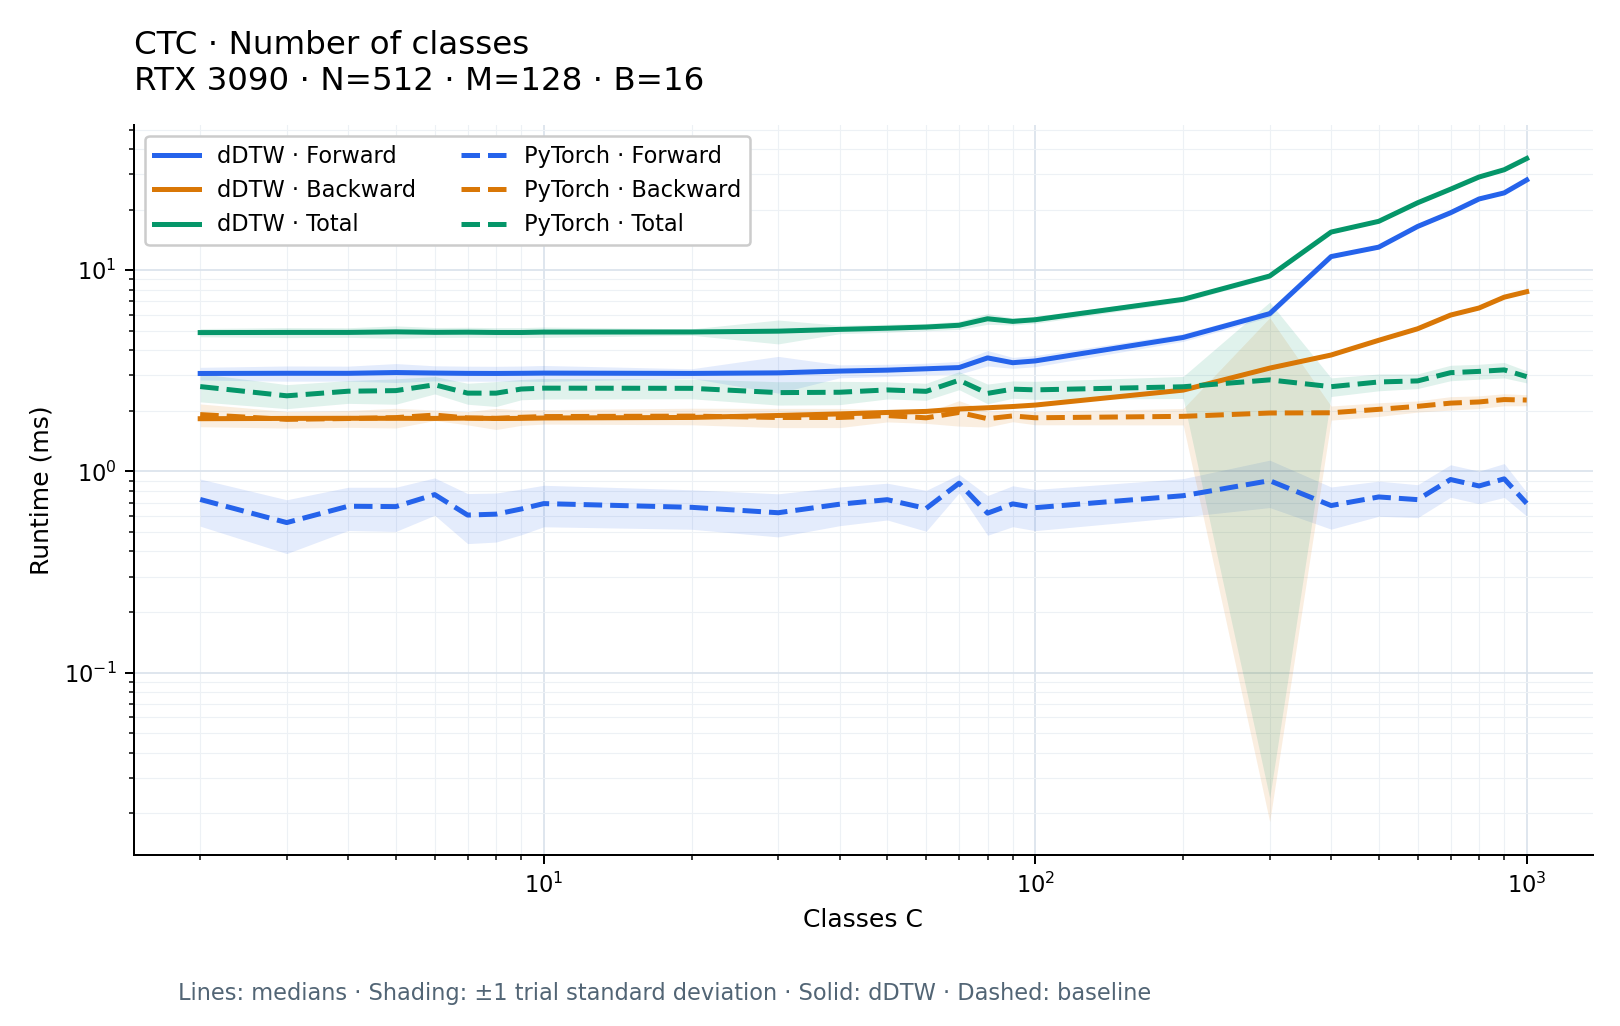 CTC · Number of classes
RTX 3090 · N=512 · M=128 · B=16
dDTW · Forward
dDTW · Backward
dDTW · Total
PyTorch · Forward
PyTorch · Backward
PyTorch · Total
Runtime (ms)
10¹
10⁰
10⁻¹
10¹
10²
10³
Classes C
Lines: medians · Shading: ±1 trial standard deviation · Solid: dDTW · Dashed: baseline